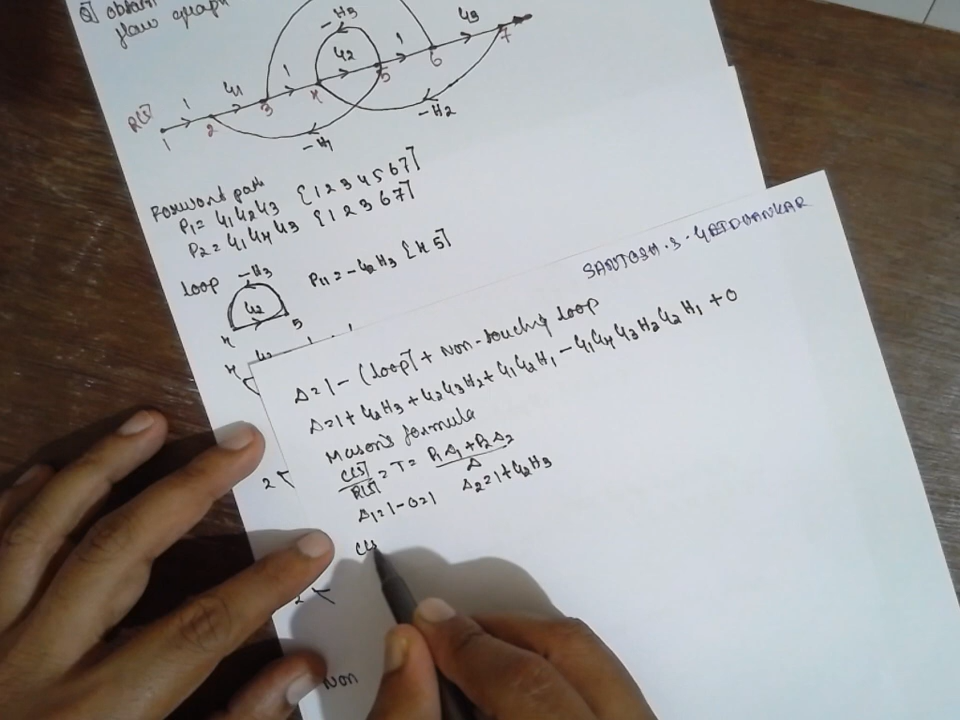 Q] obtain
flow graph
-H3
G3
G2
1
1
G1
1
R(s)
1 2 3 4 5 6 7
-H1
-H2
Forward path
P1 = G1G2G3 {1 2 3 4 5 6 7}
P2 = G1G4G3 {1 2 3 6 7}
loop
-H3
G2
4 5
P11 = -G2H3 {4 5}
SANTOSH.S.GAIDHANKAR
Δ = 1 - (loop) + Non-touching loop
Δ = 1 + G2H3 + G2G3H2 + G1G2H1 - G1G4G3H2G2H1 + 0
Mason's formula
C(s)/R(s) = T = P1Δ1 + P2Δ2 / Δ
Δ1 = 1 - 0 = 1 Δ2 = 1 + G2H3
C(s
2
2
Non